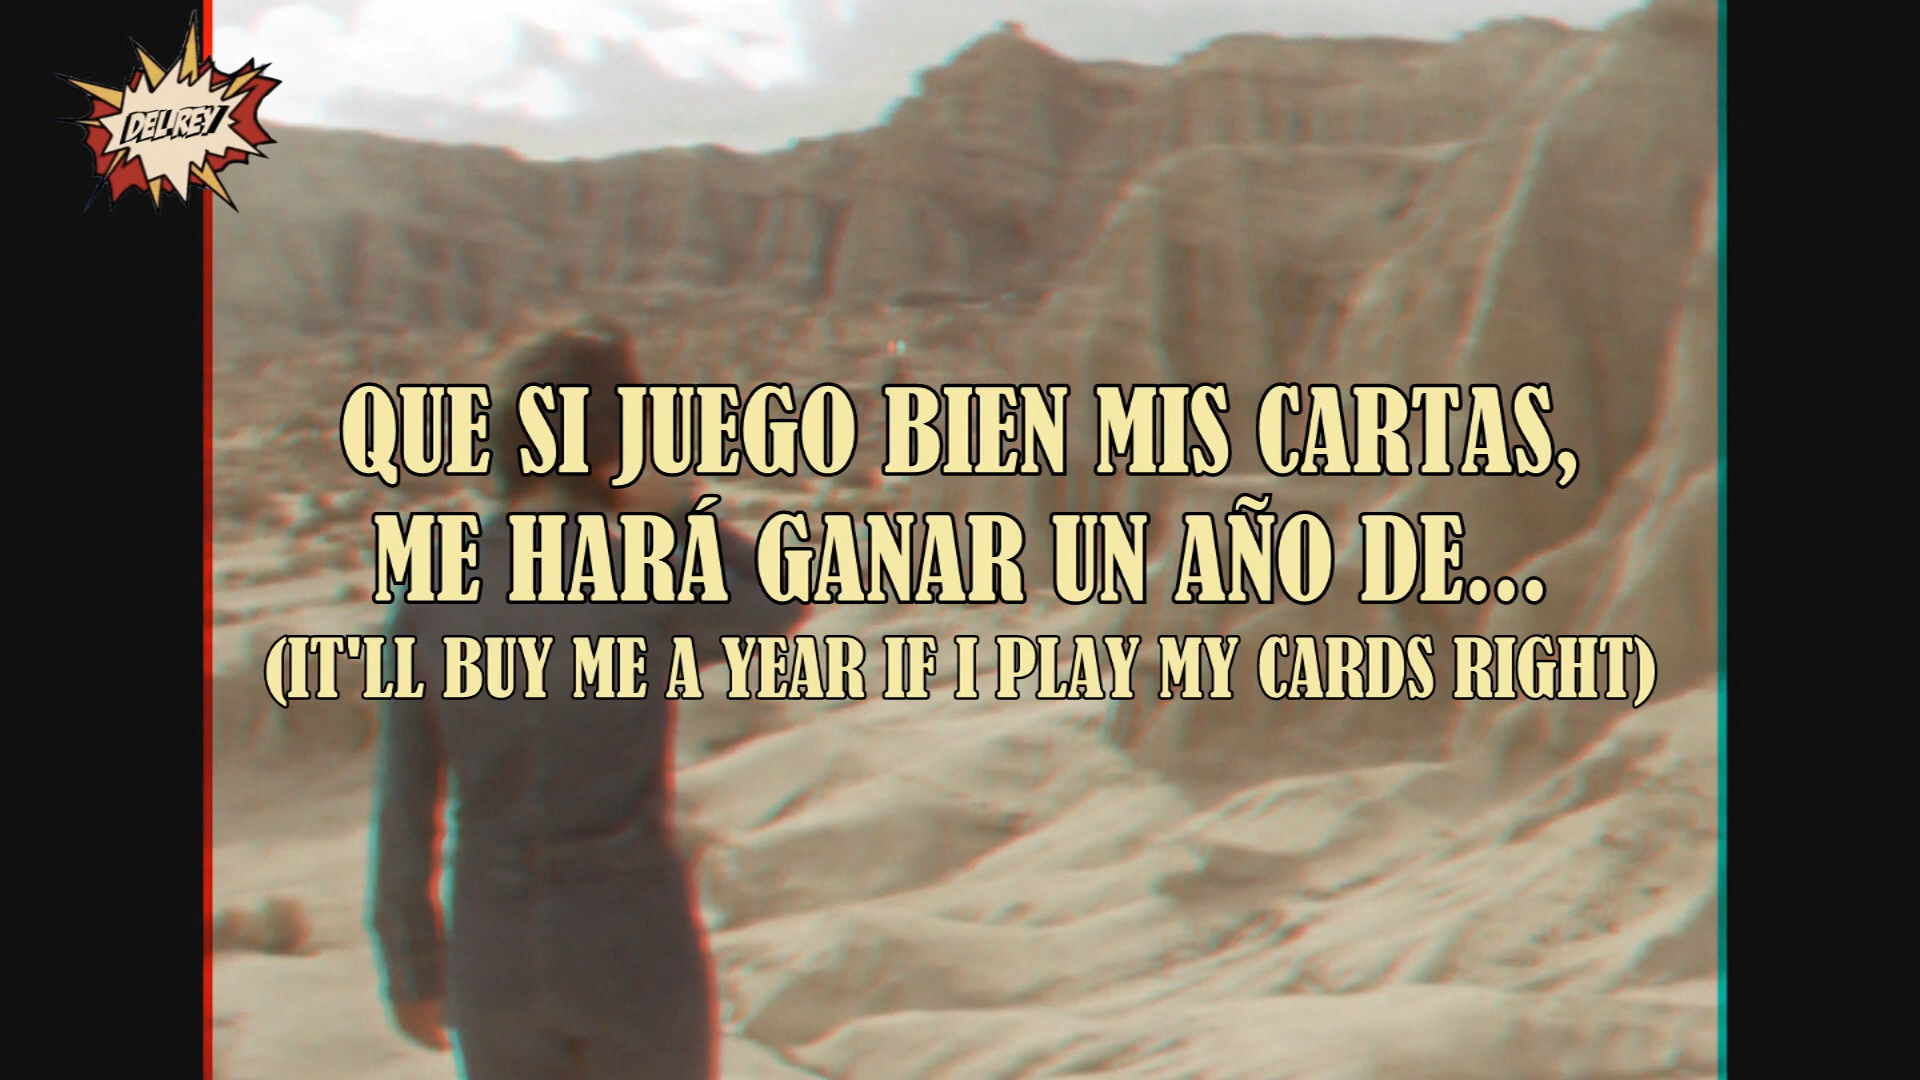 DEL REY
QUE SI JUEGO BIEN MIS CARTAS,
ME HARÁ GANAR UN AÑO DE...
(IT'LL BUY ME A YEAR IF I PLAY MY CARDS RIGHT)